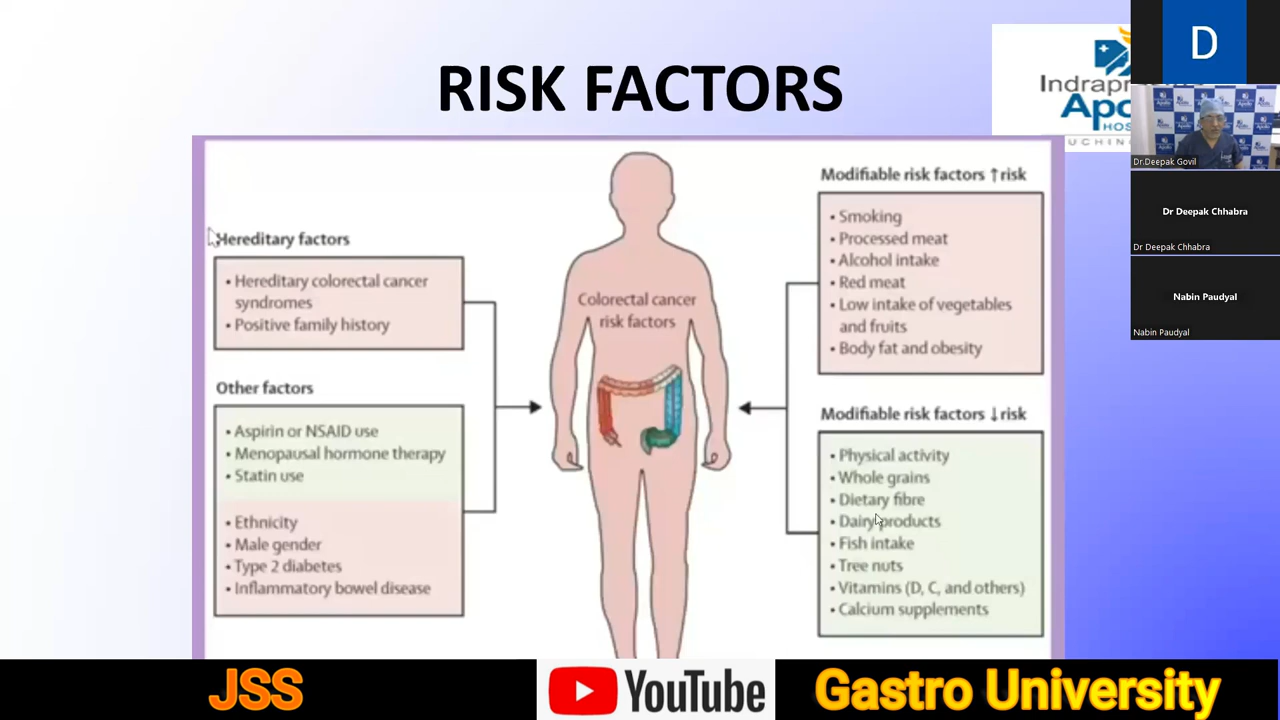 RISK FACTORS
Hereditary factors
• Hereditary colorectal cancer
syndromes
• Positive family history
Other factors
• Aspirin or NSAID use
• Menopausal hormone therapy
• Statin use
• Ethnicity
• Male gender
• Type 2 diabetes
• Inflammatory bowel disease
Colorectal cancer
risk factors
Modifiable risk factors ↑risk
• Smoking
• Processed meat
• Alcohol intake
• Red meat
• Low intake of vegetables
and fruits
• Body fat and obesity
Modifiable risk factors ↓risk
• Physical activity
• Whole grains
• Dietary fibre
• Dairy products
• Fish intake
• Tree nuts
• Vitamins (D, C, and others)
• Calcium supplements
D
Dr.Deepak Govil
Dr Deepak Chhabra
Dr Deepak Chhabra
Nabin Paudyal
Nabin Paudyal
JSS
YouTube
Gastro University